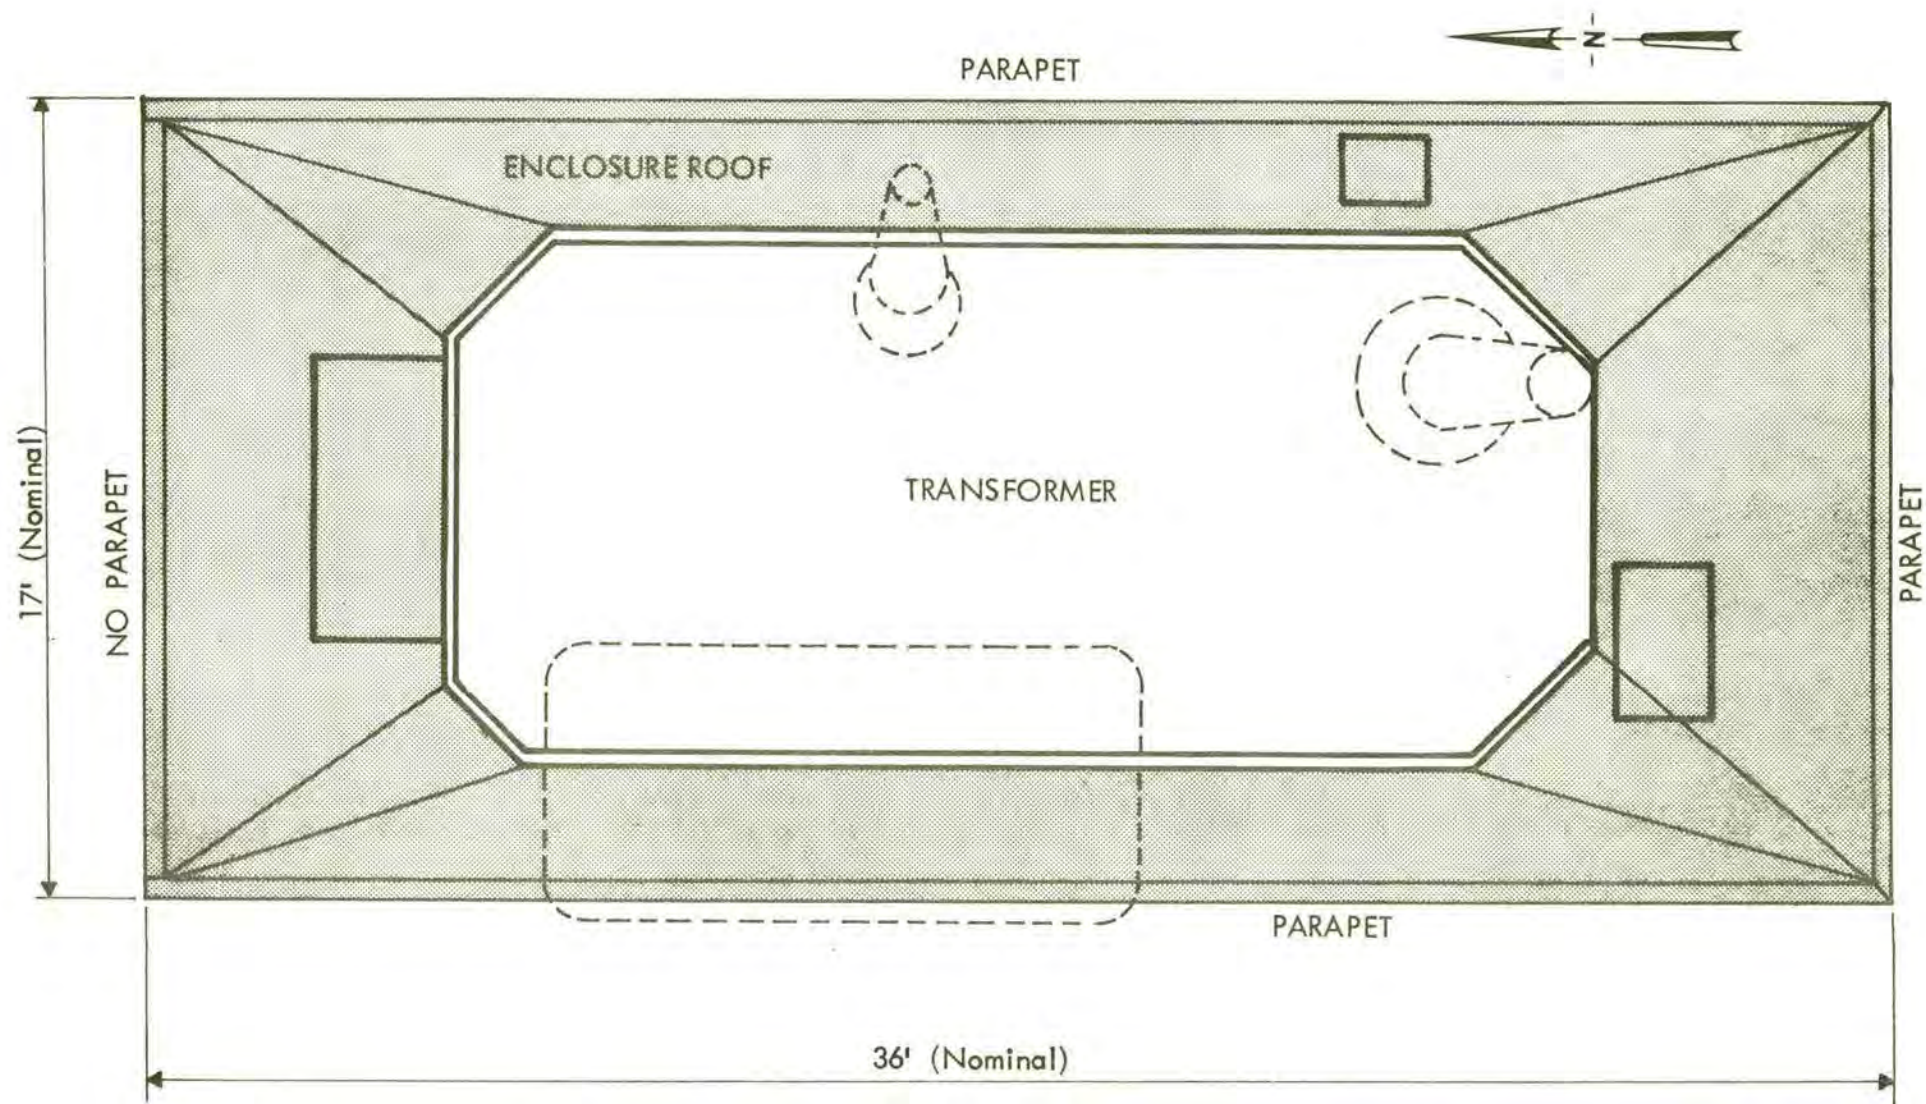 N
PARAPET
ENCLOSURE ROOF
17' (Nominal)
NO PARAPET
TRANSFORMER
PARAPET
PARAPET
36' (Nominal)